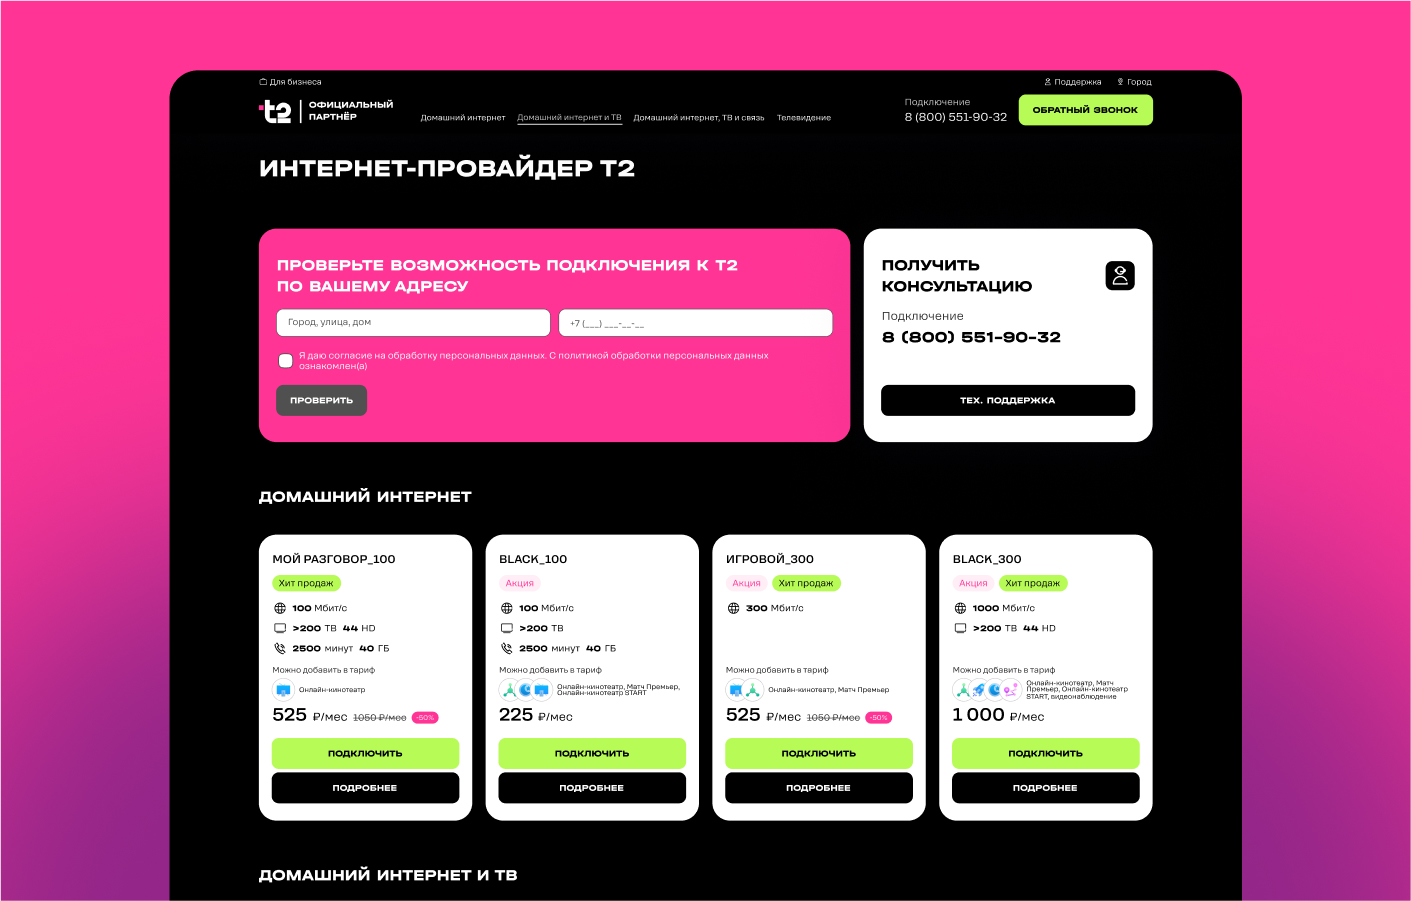 Для бизнеса
Поддержка
Город
t2
ОФИЦИАЛЬНЫЙ
ПАРТНЁР
Домашний интернет
Домашний интернет и ТВ
Домашний интернет, ТВ и связь
Телевидение
Подключение
8 (800) 551-90-32
ОБРАТНЫЙ ЗВОНОК
ИНТЕРНЕТ-ПРОВАЙДЕР Т2
ПРОВЕРЬТЕ ВОЗМОЖНОСТЬ ПОДКЛЮЧЕНИЯ К Т2
ПО ВАШЕМУ АДРЕСУ
Город, улица, дом
+7 (___) ___-__-__
Я даю согласие на обработку персональных данных. С политикой обработки персональных данных
ознакомлен(а)
ПРОВЕРИТЬ
ПОЛУЧИТЬ
КОНСУЛЬТАЦИЮ
Подключение
8 (800) 551-90-32
ТЕХ. ПОДДЕРЖКА
ДОМАШНИЙ ИНТЕРНЕТ
МОЙ РАЗГОВОР_100
Хит продаж
100 Мбит/с
>200 ТВ 44 HD
2500 минут 40 ГБ
Можно добавить в тариф
Онлайн-кинотеатр
525 ₽/мес 1050 ₽/мес -50%
ПОДКЛЮЧИТЬ
ПОДРОБНЕЕ
BLACK_100
Акция
100 Мбит/с
>200 ТВ
2500 минут 40 ГБ
Можно добавить в тариф
Онлайн-кинотеатр, Матч Премьер,
Онлайн-кинотеатр START
225 ₽/мес
ПОДКЛЮЧИТЬ
ПОДРОБНЕЕ
ИГРОВОЙ_300
Акция Хит продаж
300 Мбит/с
Можно добавить в тариф
Онлайн-кинотеатр, Матч Премьер
525 ₽/мес 1050 ₽/мес -50%
ПОДКЛЮЧИТЬ
ПОДРОБНЕЕ
BLACK_300
Акция Хит продаж
1000 Мбит/с
>200 ТВ 44 HD
Можно добавить в тариф
Онлайн-кинотеатр, Матч
Премьер, Онлайн-кинотеатр
START, видеонаблюдение
1 000 ₽/мес
ПОДКЛЮЧИТЬ
ПОДРОБНЕЕ
ДОМАШНИЙ ИНТЕРНЕТ И ТВ